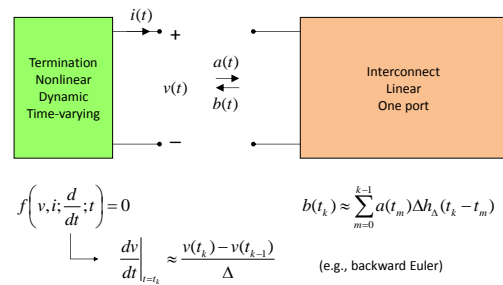 i(t)
+
Termination
Nonlinear
Dynamic
Time-varying
v(t)
a(t)
b(t)
−
Interconnect
Linear
One port
f(v,i; d/dt; t) = 0
b(t_k) ≈ ∑_{m=0}^{k−1} a(t_m)Δh_Δ(t_k − t_m)
dv/dt|_{t=t_k} ≈ (v(t_k) − v(t_{k−1}))/Δ
(e.g., backward Euler)